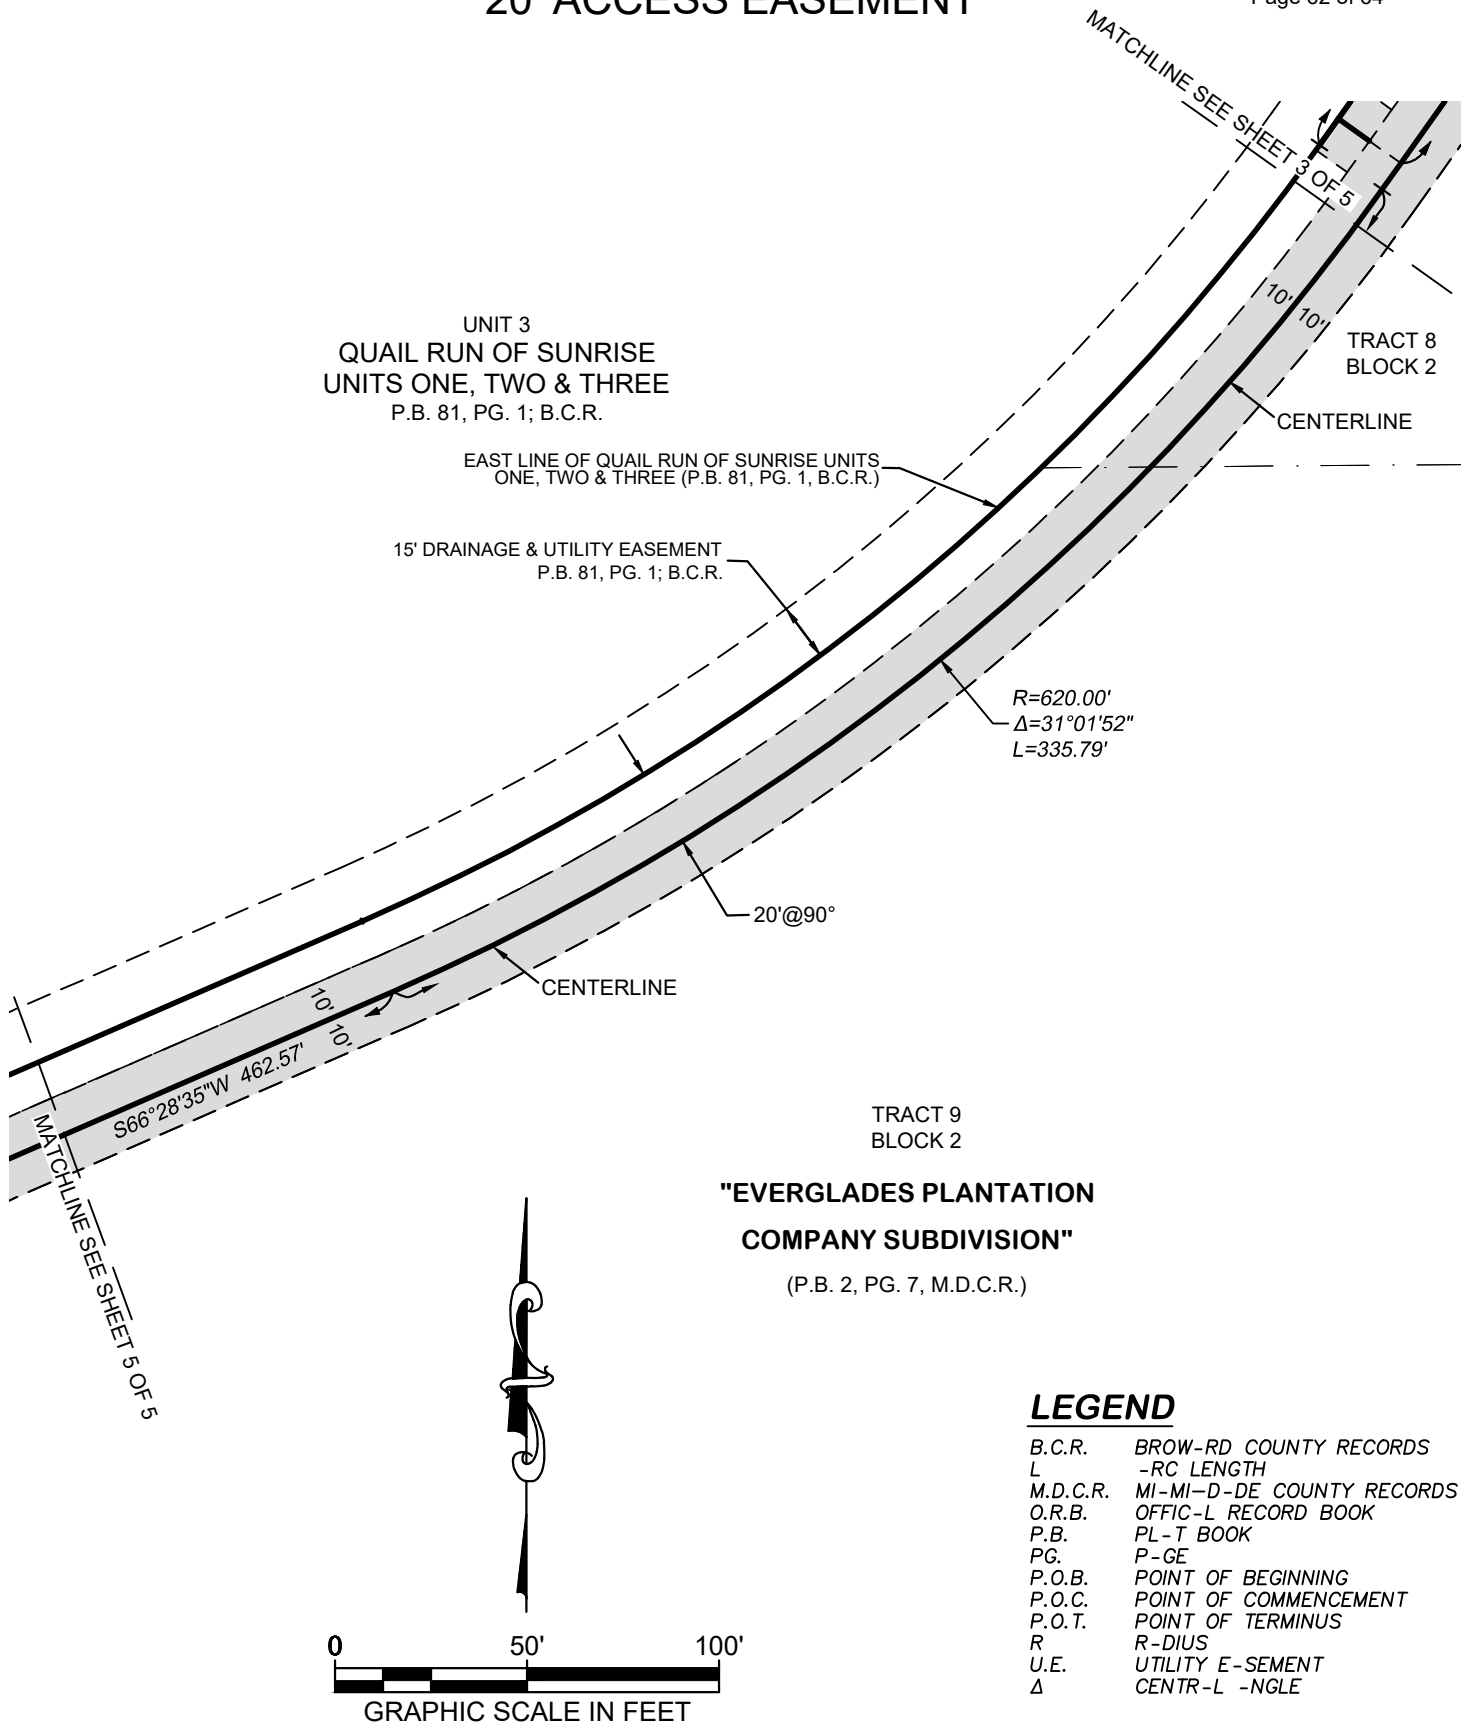 20' ACCESS EASEMENT
MATCHLINE SEE SHEET 3 OF 5
UNIT 3
QUAIL RUN OF SUNRISE
UNITS ONE, TWO & THREE
P.B. 81, PG. 1; B.C.R.
10'
10'
TRACT 8
BLOCK 2
CENTERLINE
EAST LINE OF QUAIL RUN OF SUNRISE UNITS
ONE, TWO & THREE (P.B. 81, PG. 1, B.C.R.)
15' DRAINAGE & UTILITY EASEMENT
P.B. 81, PG. 1; B.C.R.
R=620.00'
Δ=31°01'52"
L=335.79'
20'@90°
CENTERLINE
10'
10'
S66°28'35"W 462.57'
MATCHLINE SEE SHEET 5 OF 5
TRACT 9
BLOCK 2
"EVERGLADES PLANTATION
COMPANY SUBDIVISION"
(P.B. 2, PG. 7, M.D.C.R.)
0 50' 100'
GRAPHIC SCALE IN FEET
LEGEND
B.C.R. BROW-RD COUNTY RECORDS
L -RC LENGTH
M.D.C.R. MI-MI-D-DE COUNTY RECORDS
O.R.B. OFFIC-L RECORD BOOK
P.B. PL-T BOOK
PG. P-GE
P.O.B. POINT OF BEGINNING
P.O.C. POINT OF COMMENCEMENT
P.O.T. POINT OF TERMINUS
R R-DIUS
U.E. UTILITY E-SEMENT
Δ CENTR-L -NGLE